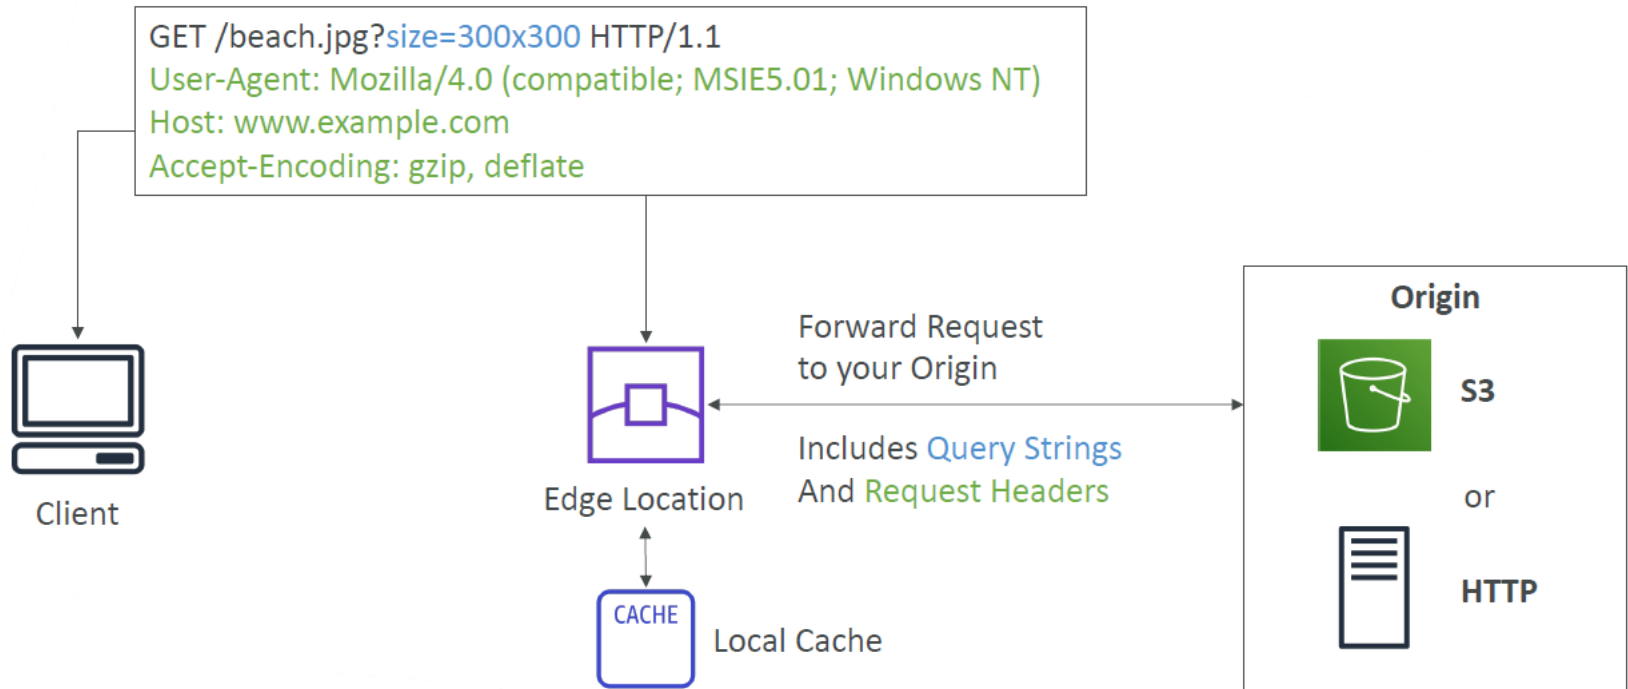 GET /beach.jpg?size=300x300 HTTP/1.1
User-Agent: Mozilla/4.0 (compatible; MSIE5.01; Windows NT)
Host: www.example.com
Accept-Encoding: gzip, deflate
Origin
Forward Request
to your Origin
S3
Includes Query Strings
And Request Headers
Client
Edge Location
or
HTTP
CACHE
Local Cache